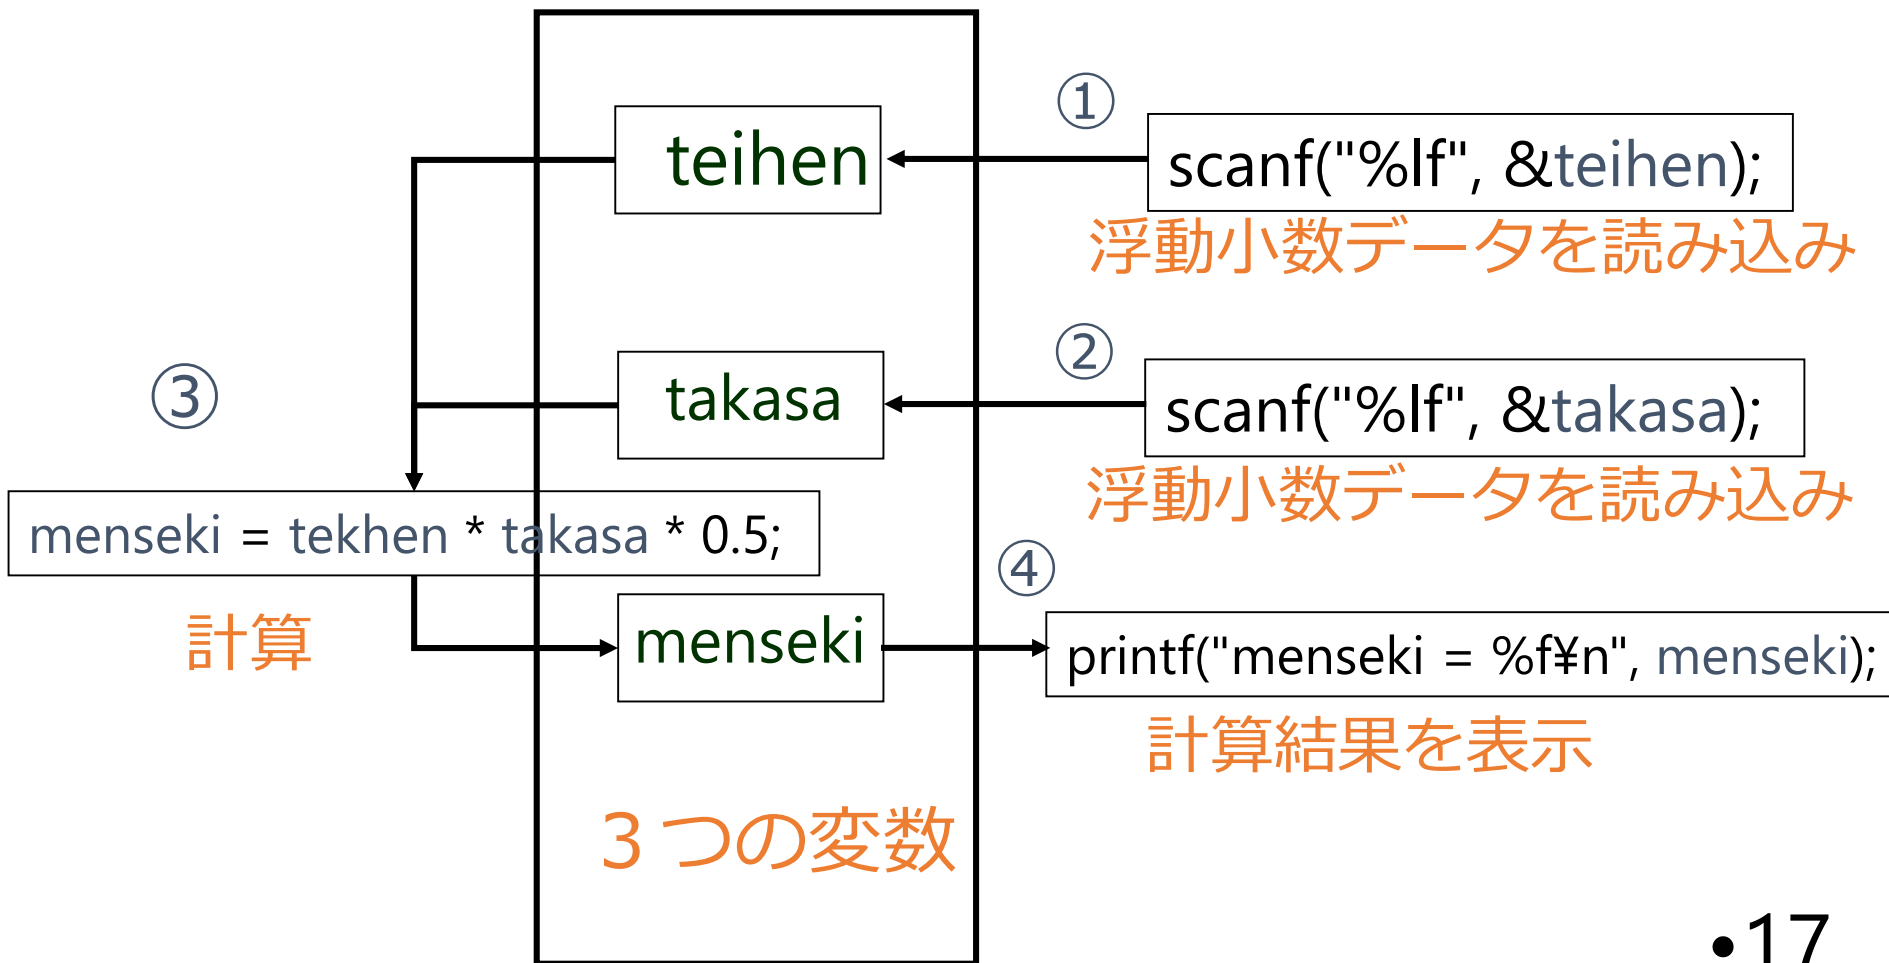 ①
teihen
scanf("%lf", &teihen);
浮動小数データを読み込み
②
takasa
scanf("%lf", &takasa);
浮動小数データを読み込み
③
menseki = tekhen * takasa * 0.5;
計算
④
menseki
printf("menseki = %f¥n", menseki);
計算結果を表示
３つの変数
•17